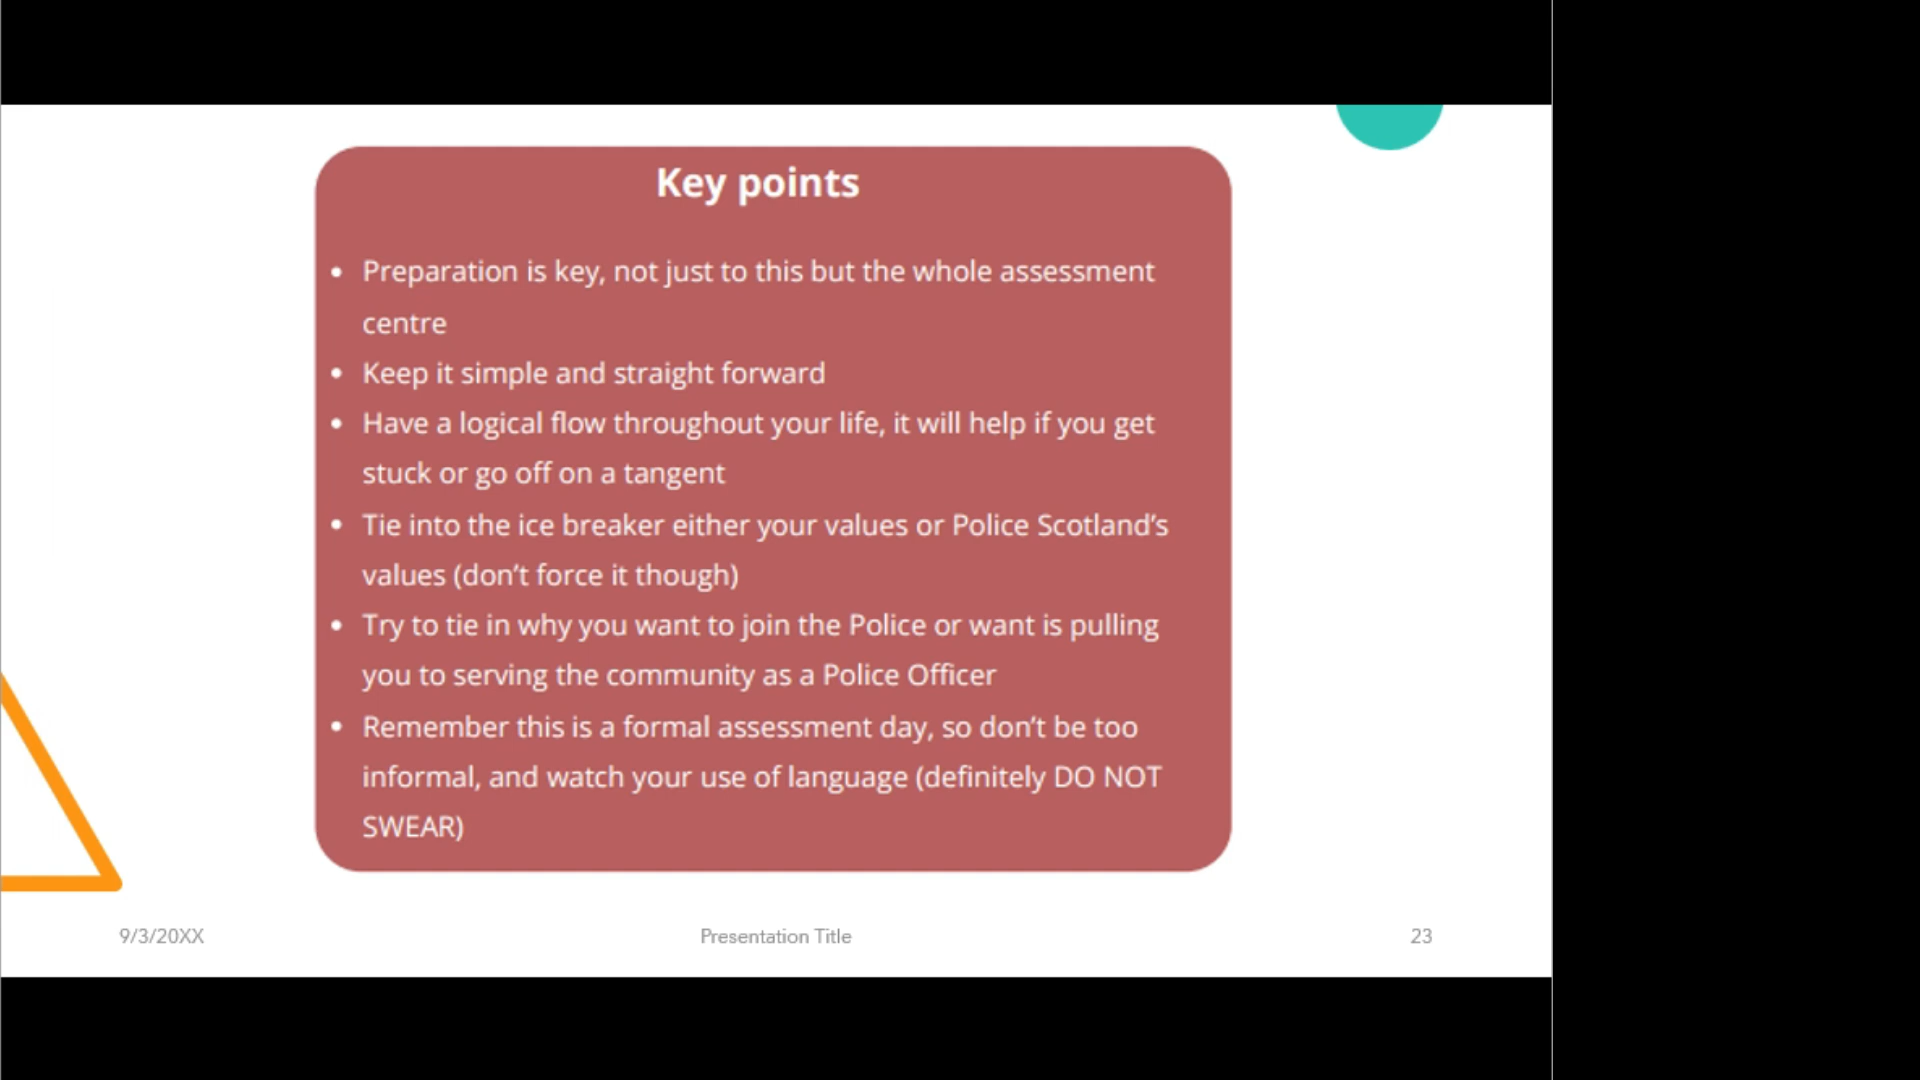 Key points
• Preparation is key, not just to this but the whole assessment
centre
• Keep it simple and straight forward
• Have a logical flow throughout your life, it will help if you get
stuck or go off on a tangent
• Tie into the ice breaker either your values or Police Scotland’s
values (don’t force it though)
• Try to tie in why you want to join the Police or want is pulling
you to serving the community as a Police Officer
• Remember this is a formal assessment day, so don’t be too
informal, and watch your use of language (definitely DO NOT
SWEAR)
9/3/20XX
Presentation Title
23